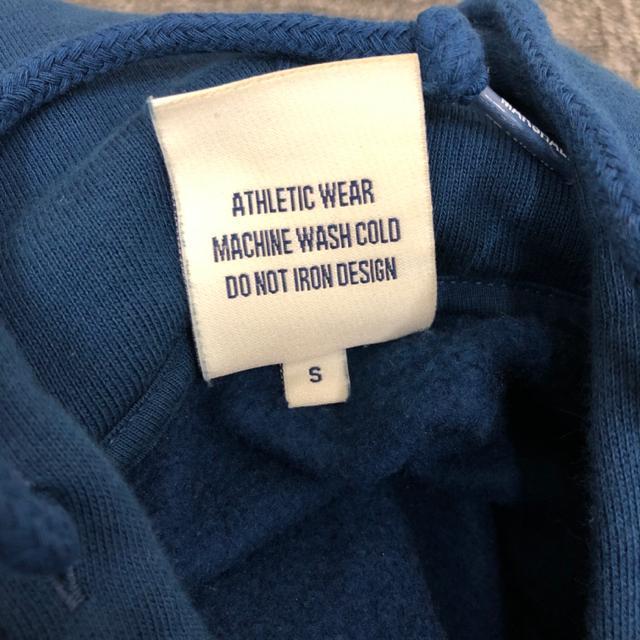 ATHLETIC WEAR
MACHINE WASH COLD
DO NOT IRON DESIGN
S